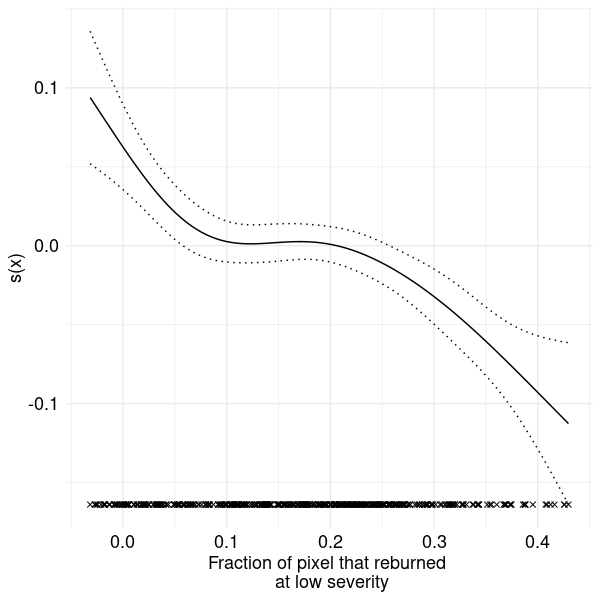 0.1
0.0
-0.1
s(x)
0.0 0.1 0.2 0.3 0.4
Fraction of pixel that reburned
at low severity